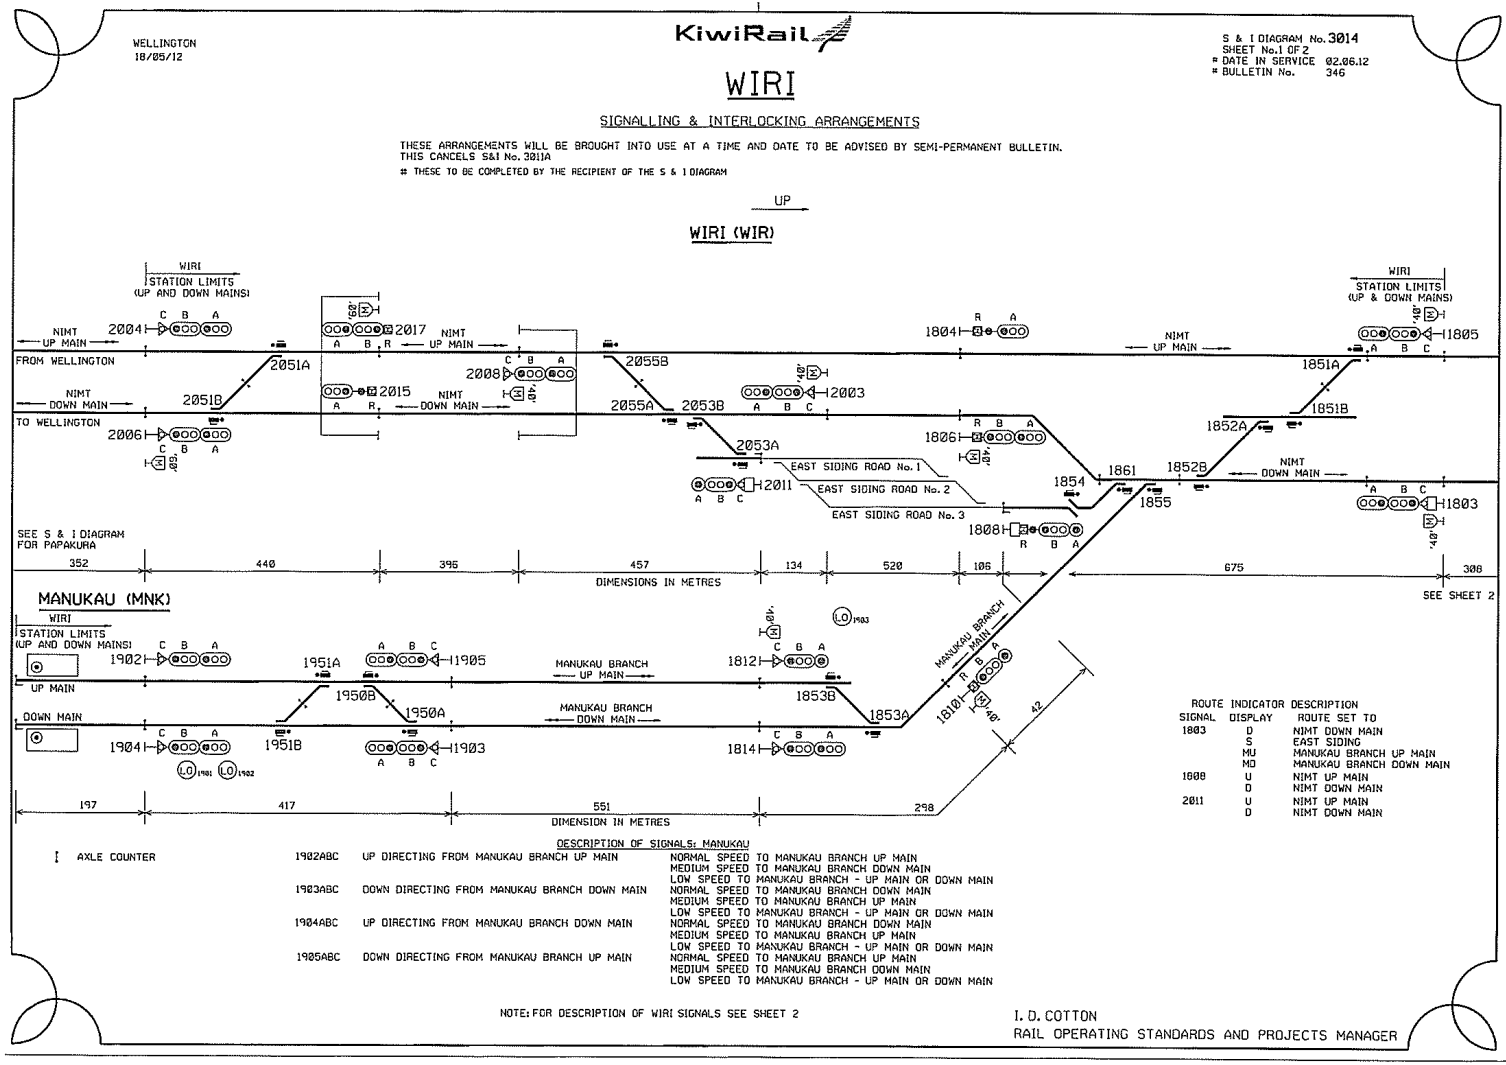 KiwiRail
WELLINGTON
18/05/12
S & I DIAGRAM No. 3014
SHEET No.1 OF 2
# DATE IN SERVICE 02.06.12
# BULLETIN No. 346
WIRI
SIGNALLING & INTERLOCKING ARRANGEMENTS
THESE ARRANGEMENTS WILL BE BROUGHT INTO USE AT A TIME AND DATE TO BE ADVISED BY SEMI-PERMANENT BULLETIN.
THIS CANCELS S&I No. 3011A
# THESE TO BE COMPLETED BY THE RECIPIENT OF THE S & I DIAGRAM
UP
WIRI (WIR)
WIRI
STATION LIMITS
(UP AND DOWN MAINS)
WIRI
STATION LIMITS
(UP & DOWN MAINS)
C B A
2004
'60' M
2017
A B R
R A
1804
'40' M
1805
A B C
NIMT
UP MAIN
NIMT
UP MAIN
NIMT
UP MAIN
FROM WELLINGTON
2051A
C B A
2008
M '40'
2055B
1851A
NIMT
DOWN MAIN
2051B
2015
A R
NIMT
DOWN MAIN
2055A
2053B
'40' M
2003
A B C
1851B
1852A
TO WELLINGTON
2006
C B A
M '60'
2053A
R B A
1806
M '40'
EAST SIDING ROAD No. 1
2011
A B C
EAST SIDING ROAD No. 2
EAST SIDING ROAD No. 3
1854
1861
1855
1852B
NIMT
DOWN MAIN
A B C
1803
M '40'
1808
R B A
SEE S & I DIAGRAM
FOR PAPAKURA
352 440 396 457 134 520 106 675 308
DIMENSIONS IN METRES
SEE SHEET 2
MANUKAU (MNK)
WIRI
STATION LIMITS
(UP AND DOWN MAINS)
C B A
1902
1951A
A B C
1905
'40' M
C B A
1812
LO 1903
MANUKAU BRANCH
MAIN
UP MAIN
1950B
MANUKAU BRANCH
UP MAIN
1853B
R B A
1810
M '40'
DOWN MAIN
1950A
MANUKAU BRANCH
DOWN MAIN
1853A
42
1904
C B A
1951B
1903
A B C
C B A
1814
LO 1901 LO 1902
197 417 551 298
DIMENSION IN METRES
ROUTE INDICATOR DESCRIPTION
SIGNAL DISPLAY ROUTE SET TO
1803 D NIMT DOWN MAIN
S EAST SIDING
MU MANUKAU BRANCH UP MAIN
MD MANUKAU BRANCH DOWN MAIN
1808 U NIMT UP MAIN
D NIMT DOWN MAIN
2011 U NIMT UP MAIN
D NIMT DOWN MAIN
AXLE COUNTER
DESCRIPTION OF SIGNALS: MANUKAU
1902ABC UP DIRECTING FROM MANUKAU BRANCH UP MAIN NORMAL SPEED TO MANUKAU BRANCH UP MAIN
MEDIUM SPEED TO MANUKAU BRANCH DOWN MAIN
LOW SPEED TO MANUKAU BRANCH - UP MAIN OR DOWN MAIN
1903ABC DOWN DIRECTING FROM MANUKAU BRANCH DOWN MAIN NORMAL SPEED TO MANUKAU BRANCH DOWN MAIN
MEDIUM SPEED TO MANUKAU BRANCH UP MAIN
LOW SPEED TO MANUKAU BRANCH - UP MAIN OR DOWN MAIN
1904ABC UP DIRECTING FROM MANUKAU BRANCH DOWN MAIN NORMAL SPEED TO MANUKAU BRANCH DOWN MAIN
MEDIUM SPEED TO MANUKAU BRANCH UP MAIN
LOW SPEED TO MANUKAU BRANCH - UP MAIN OR DOWN MAIN
1905ABC DOWN DIRECTING FROM MANUKAU BRANCH UP MAIN NORMAL SPEED TO MANUKAU BRANCH UP MAIN
MEDIUM SPEED TO MANUKAU BRANCH DOWN MAIN
LOW SPEED TO MANUKAU BRANCH - UP MAIN OR DOWN MAIN
NOTE: FOR DESCRIPTION OF WIRI SIGNALS SEE SHEET 2
I. D. COTTON
RAIL OPERATING STANDARDS AND PROJECTS MANAGER